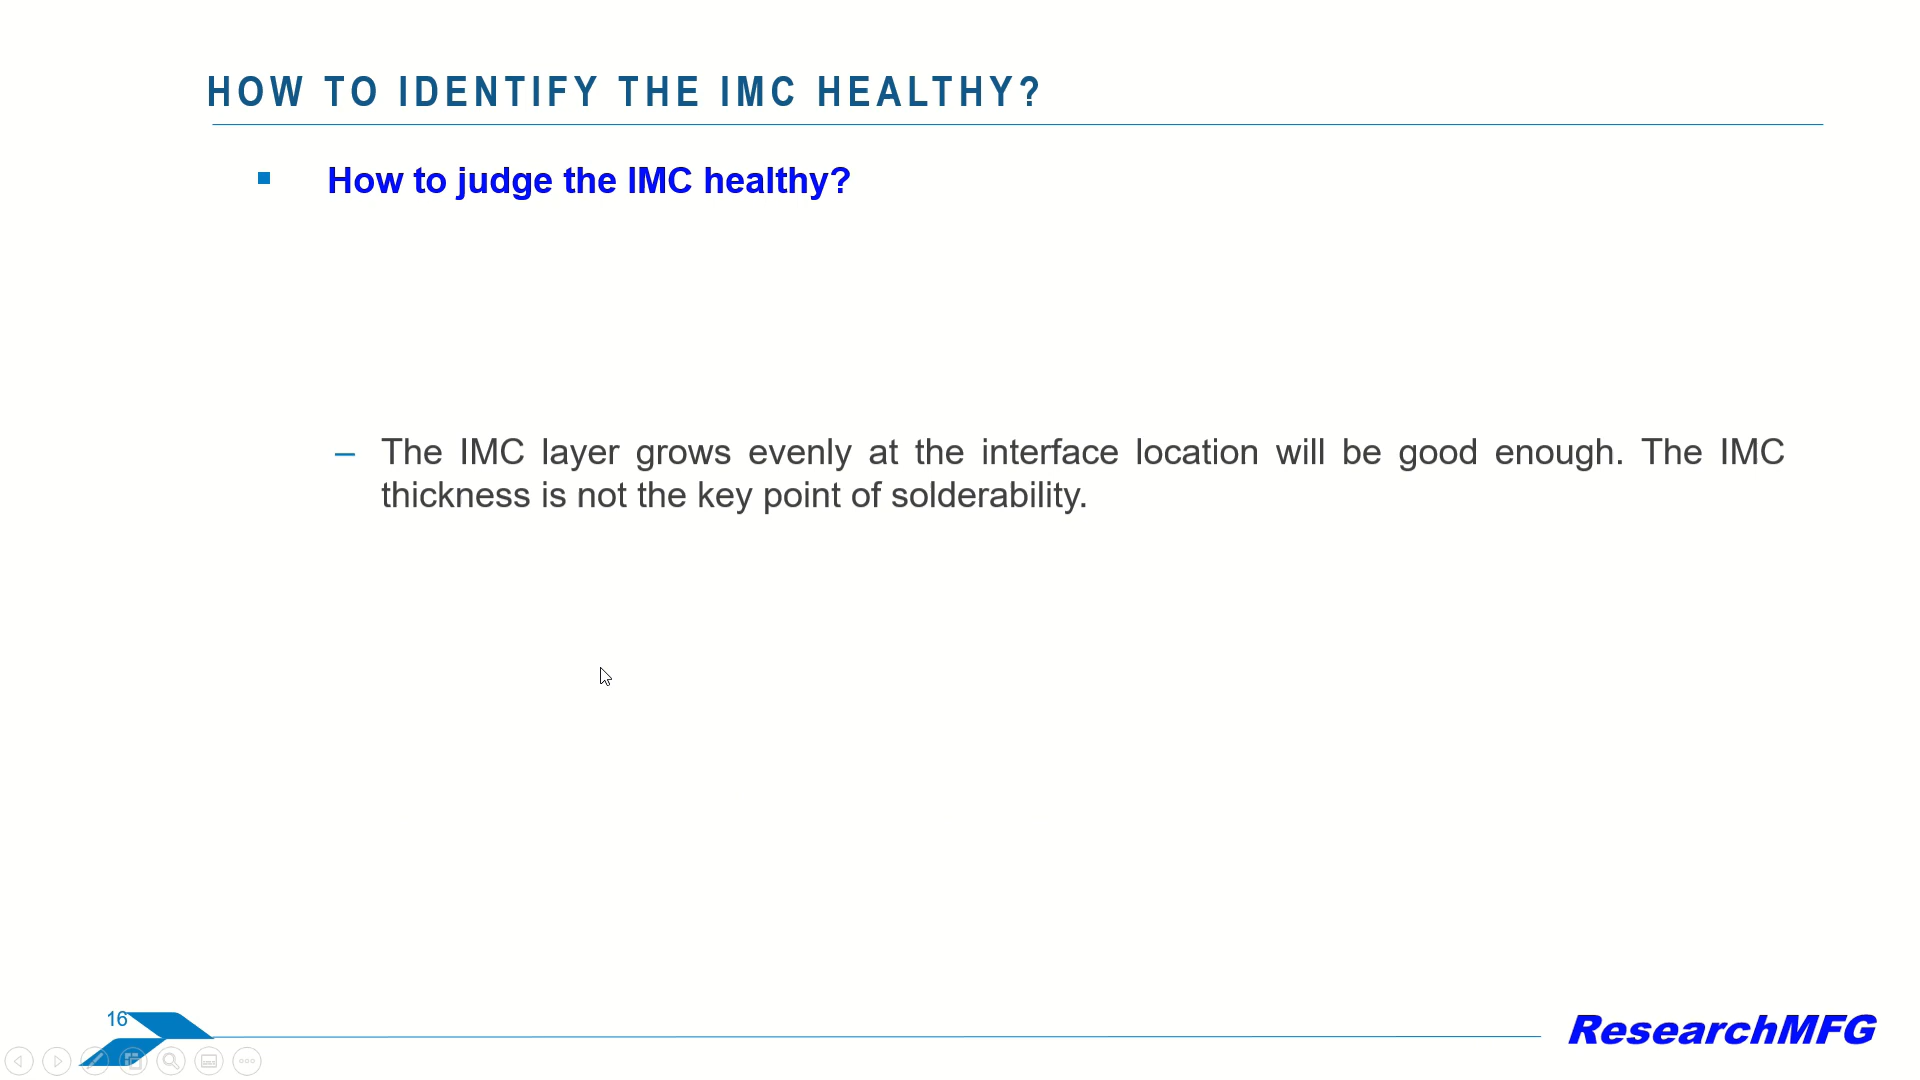 HOW TO IDENTIFY THE IMC HEALTHY?
How to judge the IMC healthy?
– The IMC layer grows evenly at the interface location will be good enough. The IMC
thickness is not the key point of solderability.
16
ResearchMFG